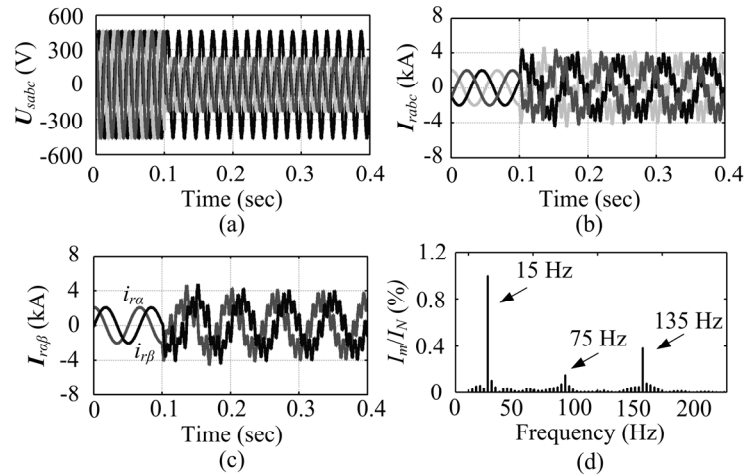 600
300
0
-300
-600
U_sabc (V)
0 0.1 0.2 0.3 0.4
Time (sec)
(a)
8
4
0
-4
-8
I_rabc (kA)
0 0.1 0.2 0.3 0.4
Time (sec)
(b)
8
4
0
-4
-8
I_rαβ (kA)
i_rα
i_rβ
0 0.1 0.2 0.3 0.4
Time (sec)
(c)
1.2
0.8
0.4
0
I_m/I_N (%)
15 Hz
75 Hz
135 Hz
0 50 100 150 200
Frequency (Hz)
(d)